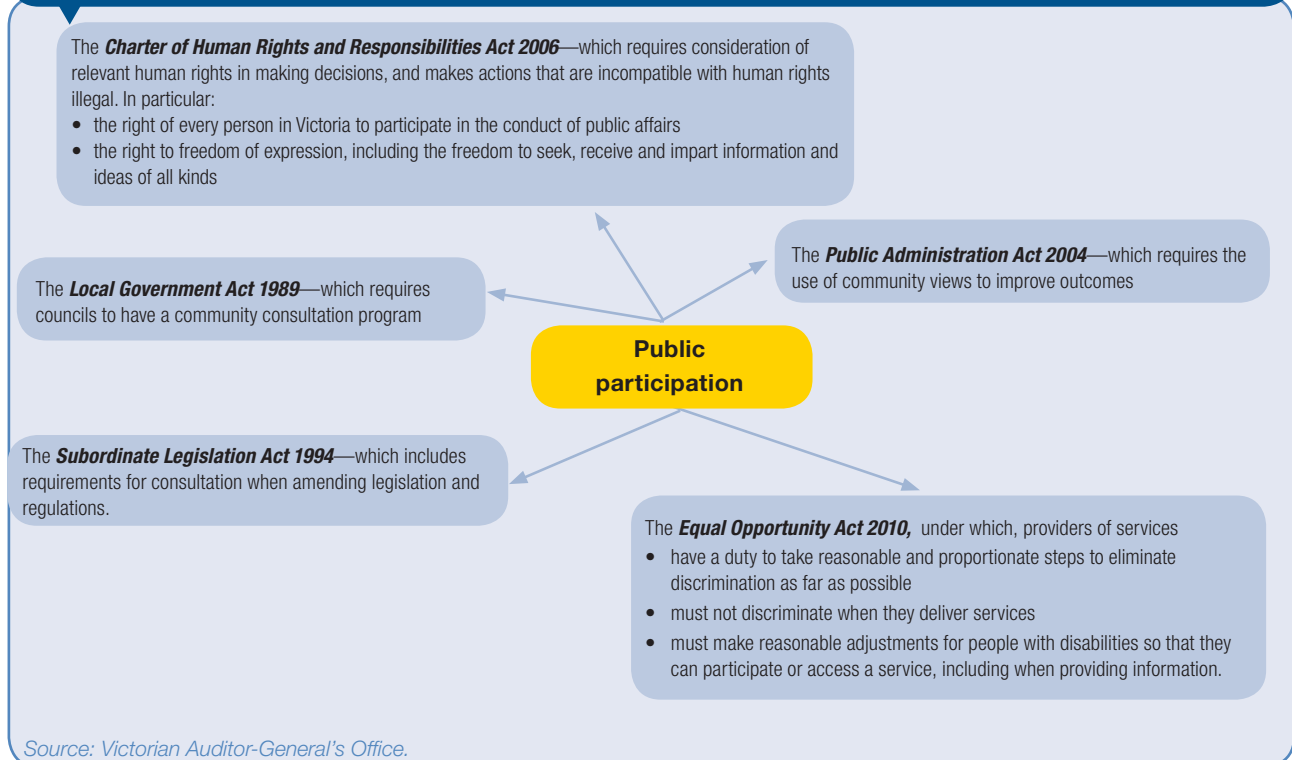 The Charter of Human Rights and Responsibilities Act 2006—which requires consideration of
relevant human rights in making decisions, and makes actions that are incompatible with human rights
illegal. In particular:
• the right of every person in Victoria to participate in the conduct of public affairs
• the right to freedom of expression, including the freedom to seek, receive and impart information and
ideas of all kinds
The Public Administration Act 2004—which requires the
use of community views to improve outcomes
The Local Government Act 1989—which requires
councils to have a community consultation program
Public
participation
The Subordinate Legislation Act 1994—which includes
requirements for consultation when amending legislation and
regulations.
The Equal Opportunity Act 2010, under which, providers of services
• have a duty to take reasonable and proportionate steps to eliminate
discrimination as far as possible
• must not discriminate when they deliver services
• must make reasonable adjustments for people with disabilities so that they
can participate or access a service, including when providing information.
Source: Victorian Auditor-General's Office.